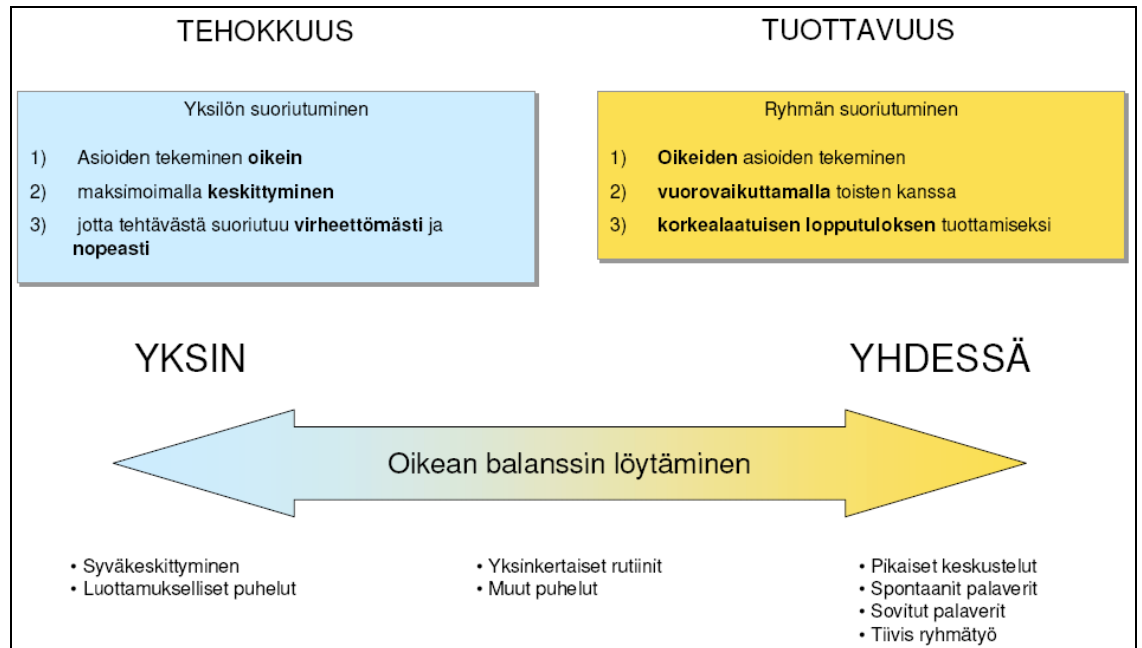 TEHOKKUUS
TUOTTAVUUS
Yksilön suoriutuminen
1) Asioiden tekeminen oikein
2) maksimoimalla keskittyminen
3) jotta tehtävästä suoriutuu virheettömästi ja
nopeasti
Ryhmän suoriutuminen
1) Oikeiden asioiden tekeminen
2) vuorovaikuttamalla toisten kanssa
3) korkealaatuisen lopputuloksen tuottamiseksi
YKSIN
YHDESSÄ
Oikean balanssin löytäminen
• Syväkeskittyminen
• Luottamukselliset puhelut
• Yksinkertaiset rutiinit
• Muut puhelut
• Pikaiset keskustelut
• Spontaanit palaverit
• Sovitut palaverit
• Tiivis ryhmätyö